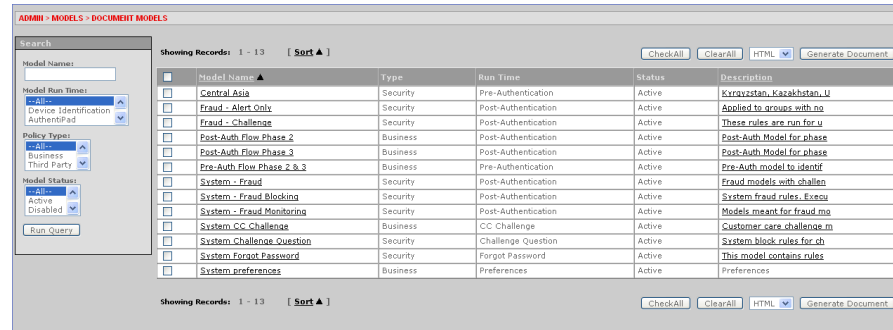 ADMIN > MODELS > DOCUMENT MODELS
Search
Model Name:
Model Run Time:
--All--
Device Identification
AuthentiPad
Policy Type:
--All--
Business
Third Party
Model Status:
--All--
Active
Disabled
Run Query
Showing Records: 1 - 13 [ Sort ▲ ] CheckAll ClearAll HTML Generate Document
Model Name ▲ Type Run Time Status Description
Central Asia Security Pre-Authentication Active Kyrgyzstan, Kazakhstan, U
Fraud - Alert Only Security Post-Authentication Active Applied to groups with no
Fraud - Challenge Security Post-Authentication Active These rules are run for u
Post-Auth Flow Phase 2 Business Post-Authentication Active Post-Auth Model for phase
Post-Auth Flow Phase 3 Business Post-Authentication Active Post-Auth Model for phase
Pre-Auth Flow Phase 2 & 3 Business Pre-Authentication Active Pre-Auth model to identif
System - Fraud Security Post-Authentication Active Fraud models with challen
System - Fraud Blocking Security Post-Authentication Active System fraud rules. Execu
System - Fraud Monitoring Security Post-Authentication Active Models meant for fraud mo
System CC Challenge Business CC Challenge Active Customer care challenge m
System Challenge Question Security Challenge Question Active System block rules for ch
System Forgot Password Security Forgot Password Active This model contains rules
System preferences Business Preferences Active Preferences
Showing Records: 1 - 13 [ Sort ▲ ] CheckAll ClearAll HTML Generate Document